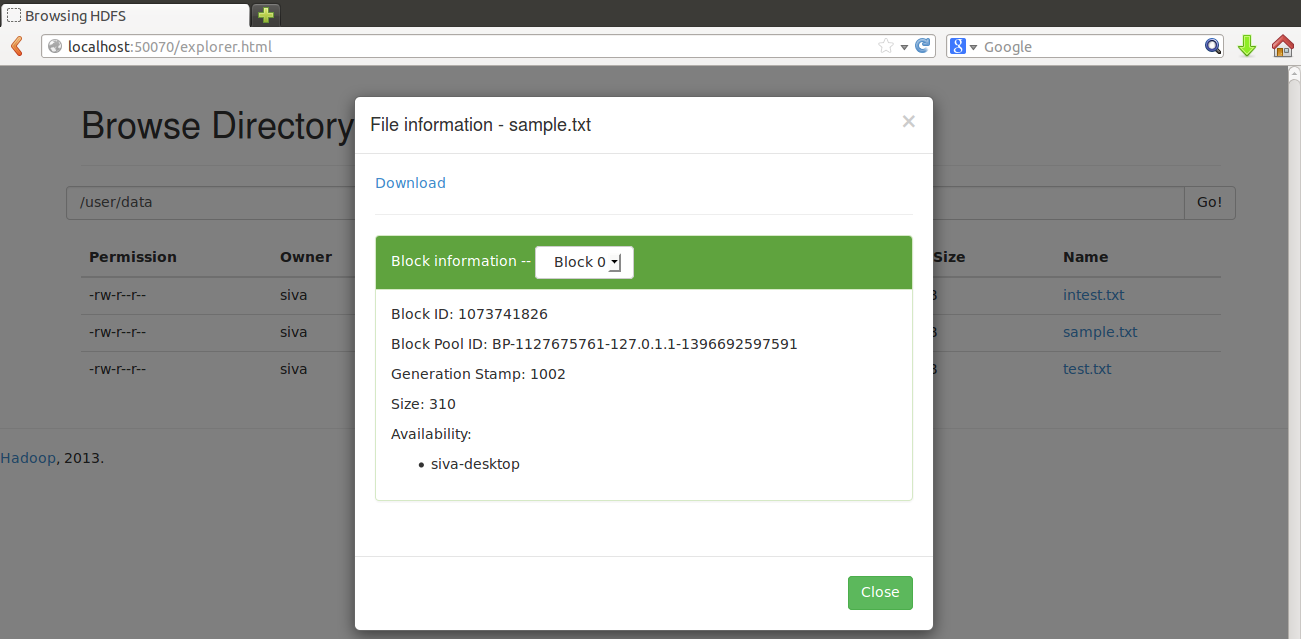 Browsing HDFS
localhost:50070/explorer.html
8 Google
Browse Directory
/user/data Go!
Permission Owner Size Name
-rw-r--r-- siva intest.txt
-rw-r--r-- siva sample.txt
-rw-r--r-- siva test.txt
Hadoop, 2013.
File information - sample.txt ×
Download
Block information -- Block 0
Block ID: 1073741826
Block Pool ID: BP-1127675761-127.0.1.1-1396692597591
Generation Stamp: 1002
Size: 310
Availability:
• siva-desktop
Close